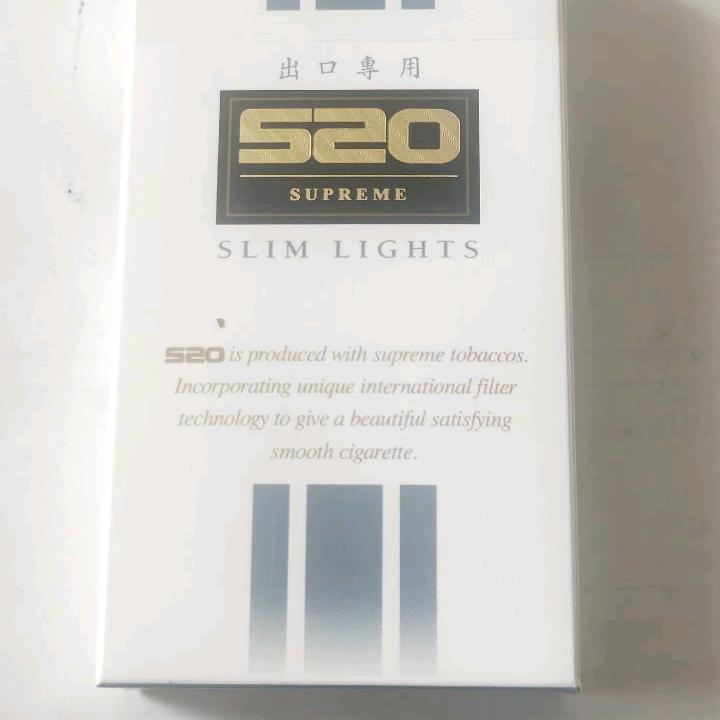 出口專用
520
SUPREME
SLIM LIGHTS
520 is produced with supreme tobaccos.
Incorporating unique international filter
technology to give a beautiful satisfying
smooth cigarette.